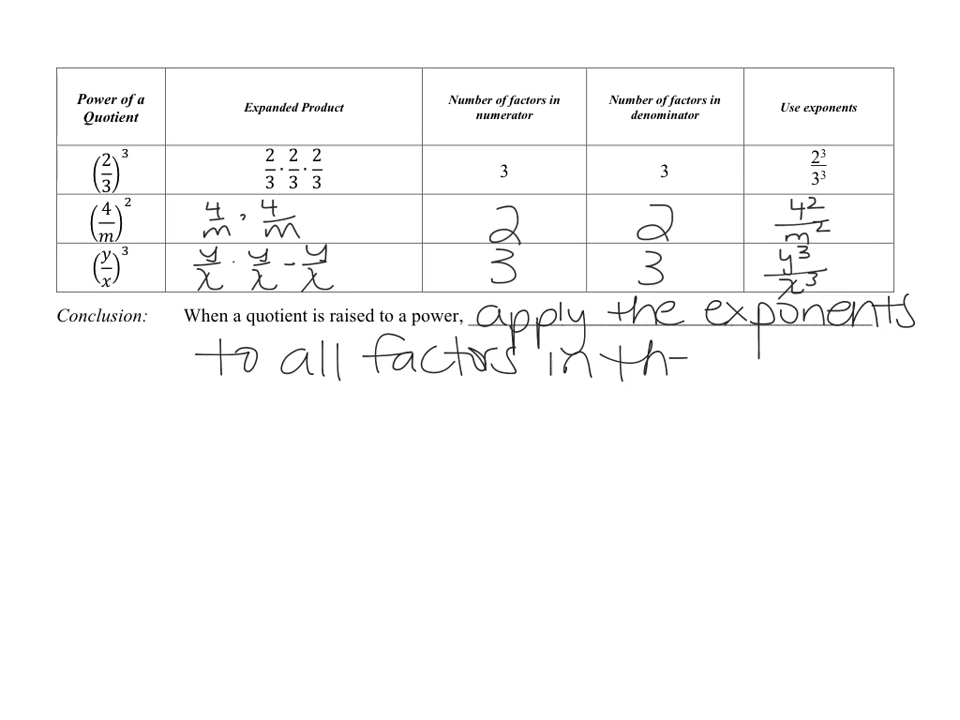 Power of a Quotient | Expanded Product | Number of factors in numerator | Number of factors in denominator | Use exponents
(2/3)^3 | 2/3 · 2/3 · 2/3 | 3 | 3 | 2^3/3^3
(4/m)^2 | 4/m · 4/m | 2 | 2 | 4^2/m^2
(y/x)^3 | y/x · y/x - y/x | 3 | 3 | y^3/x^3
Conclusion: When a quotient is raised to a power, apply the exponents
to all factors in th-